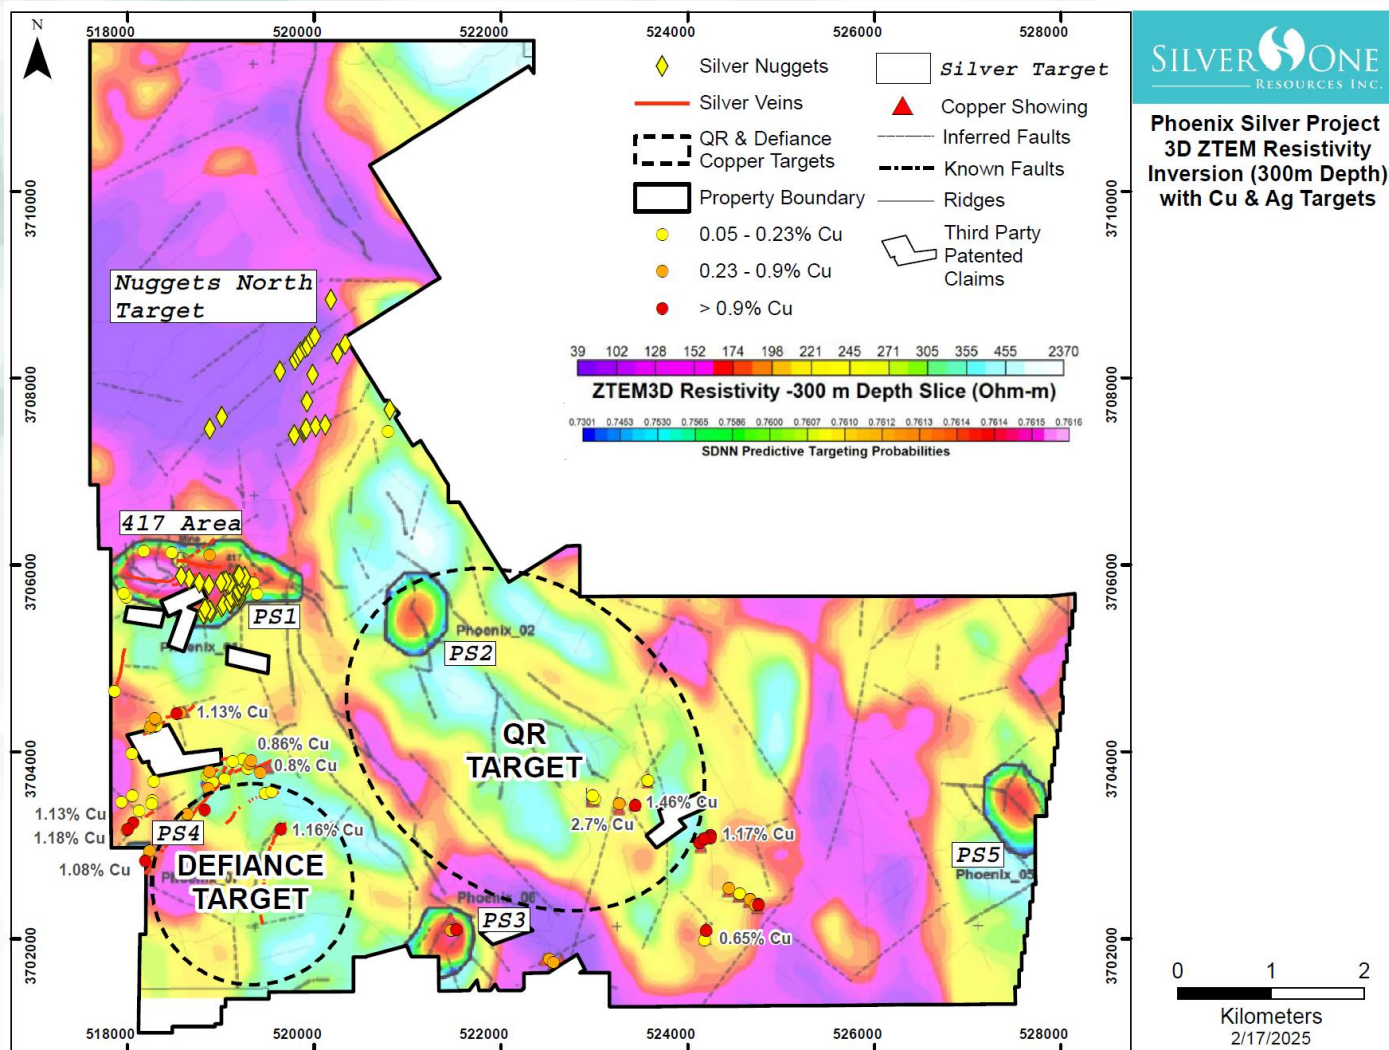 N
518000
520000
522000
524000
526000
528000
SILVER ONE
RESOURCES INC.
Phoenix Silver Project
3D ZTEM Resistivity
Inversion (300m Depth)
with Cu & Ag Targets
Silver Nuggets
Silver Veins
QR & Defiance
Copper Targets
Property Boundary
0.05 - 0.23% Cu
0.23 - 0.9% Cu
> 0.9% Cu
Silver Target
Copper Showing
Inferred Faults
Known Faults
Ridges
Third Party
Patented
Claims
3710000
3710000
Nuggets North
Target
39 102 128 152 174 198 221 245 271 305 355 455 2370
ZTEM3D Resistivity -300 m Depth Slice (Ohm-m)
3708000
3708000
0.7301 0.7453 0.7530 0.7565 0.7586 0.7600 0.7607 0.7610 0.7612 0.7613 0.7614 0.7614 0.7615 0.7616
SDNN Predictive Targeting Probabilities
417 Area
Mine
417
3706000
3706000
PS1
Phoenix_02
PS2
1.13% Cu
0.86% Cu
0.8% Cu
QR
TARGET
3704000
3704000
1.13% Cu
1.18% Cu
1.08% Cu
PS4
1.16% Cu
1.46% Cu
2.7% Cu
1.17% Cu
DEFIANCE
TARGET
PS5
Phoenix_05
Phoenix_06
PS3
0.65% Cu
3702000
3702000
0 1 2
Kilometers
2/17/2025
518000
520000
522000
524000
526000
528000